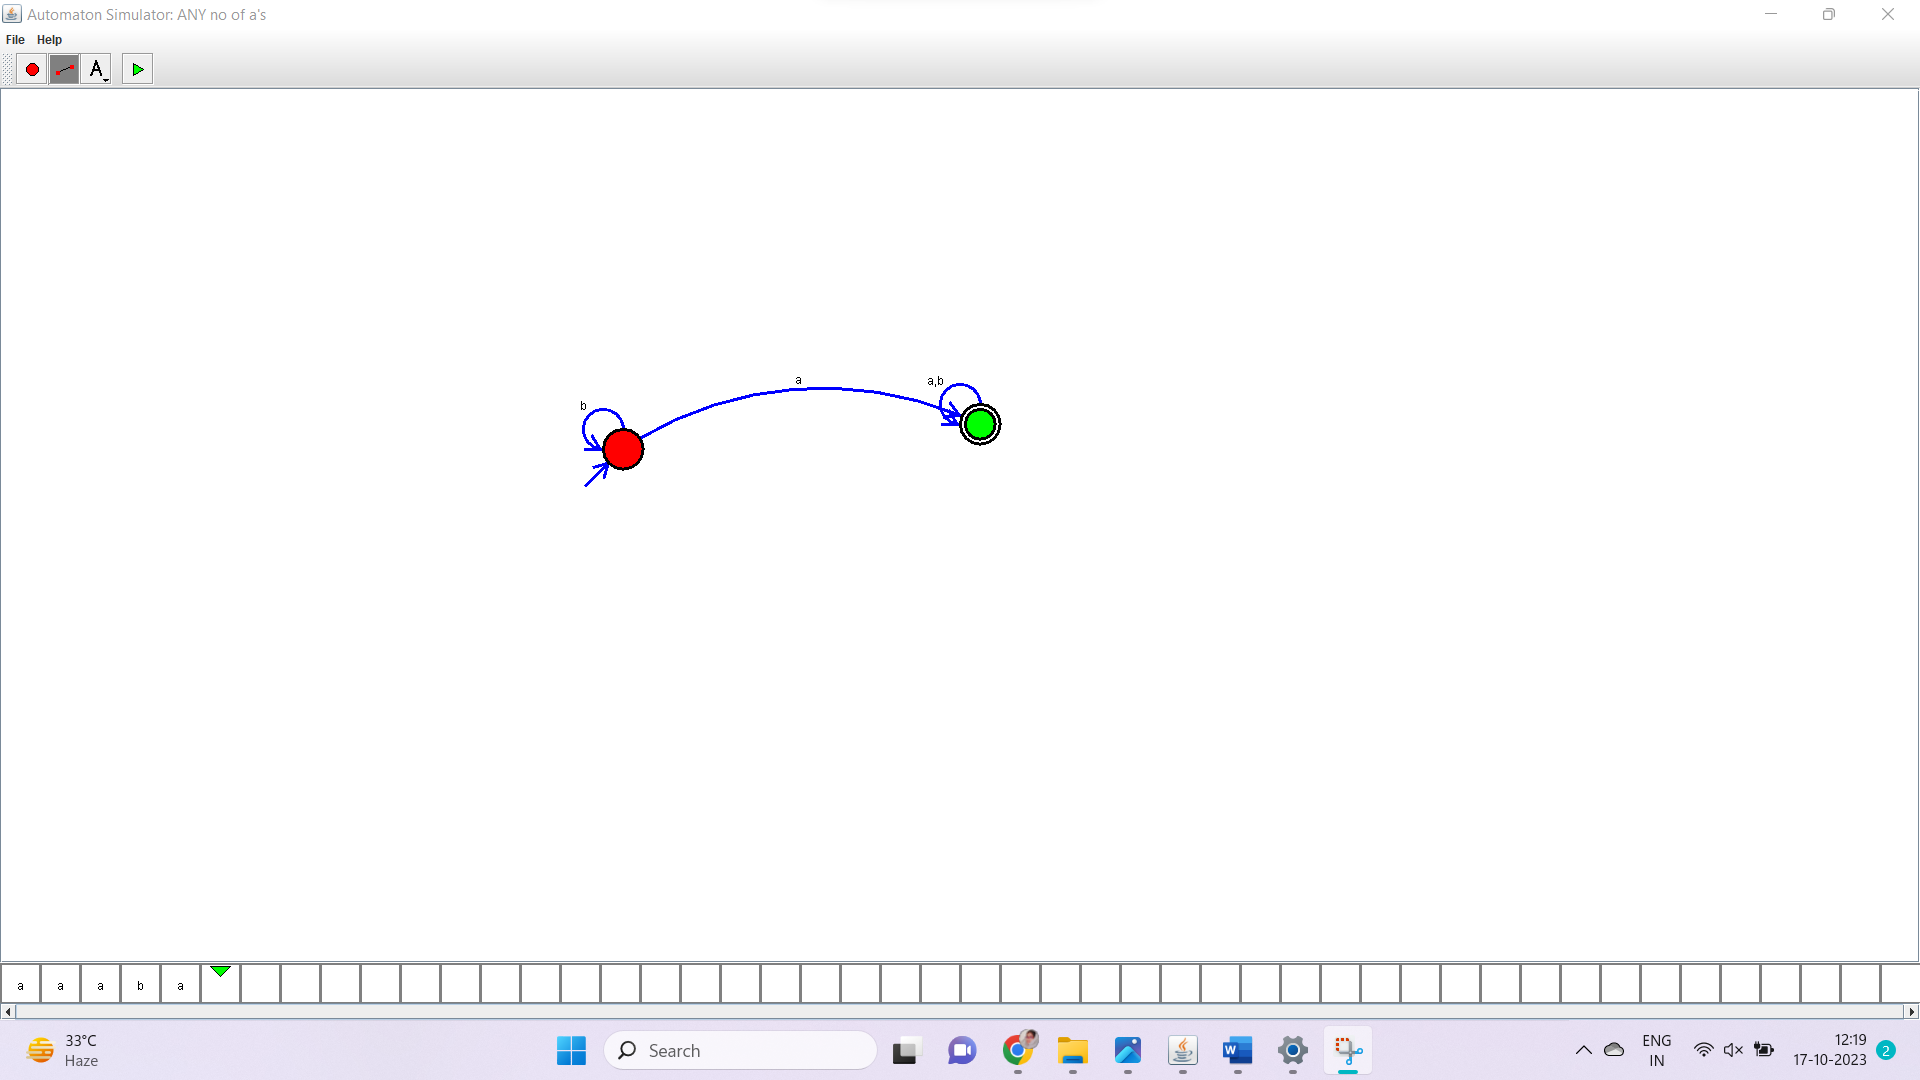 Automaton Simulator: ANY no of a's
File Help
A
a
a,b
b
a a a b a
33°C
Haze
Search
ENG
IN
12:19
17-10-2023
2